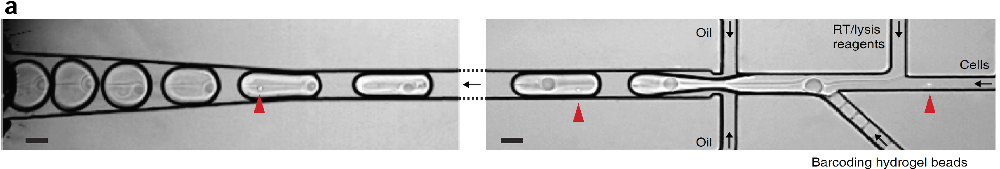 a
Oil
RT/lysis
reagents
Cells
Oil
Barcoding hydrogel beads